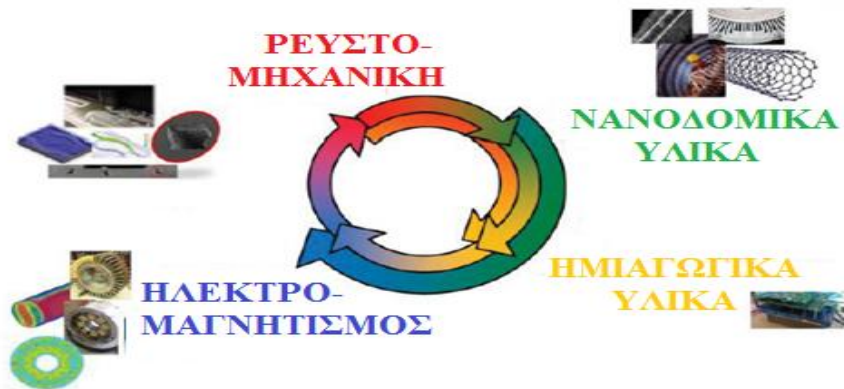 ΡΕΥΣΤΟ-
ΜΗΧΑΝΙΚΗ
ΝΑΝΟΔΟΜΙΚΑ
ΥΛΙΚΑ
ΗΛΕΚΤΡΟ-
ΜΑΓΝΗΤΙΣΜΟΣ
ΗΜΙΑΓΩΓΙΚΑ
ΥΛΙΚΑ